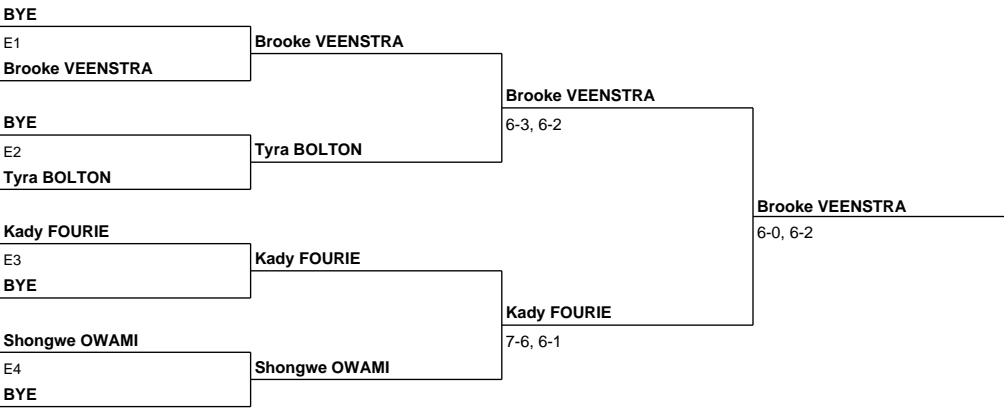 BYE
E1
Brooke VEENSTRA
Brooke VEENSTRA
BYE
E2
Tyra BOLTON
Tyra BOLTON
Brooke VEENSTRA
6-3, 6-2
Kady FOURIE
E3
BYE
Kady FOURIE
Shongwe OWAMI
E4
BYE
Shongwe OWAMI
Kady FOURIE
7-6, 6-1
Brooke VEENSTRA
6-0, 6-2